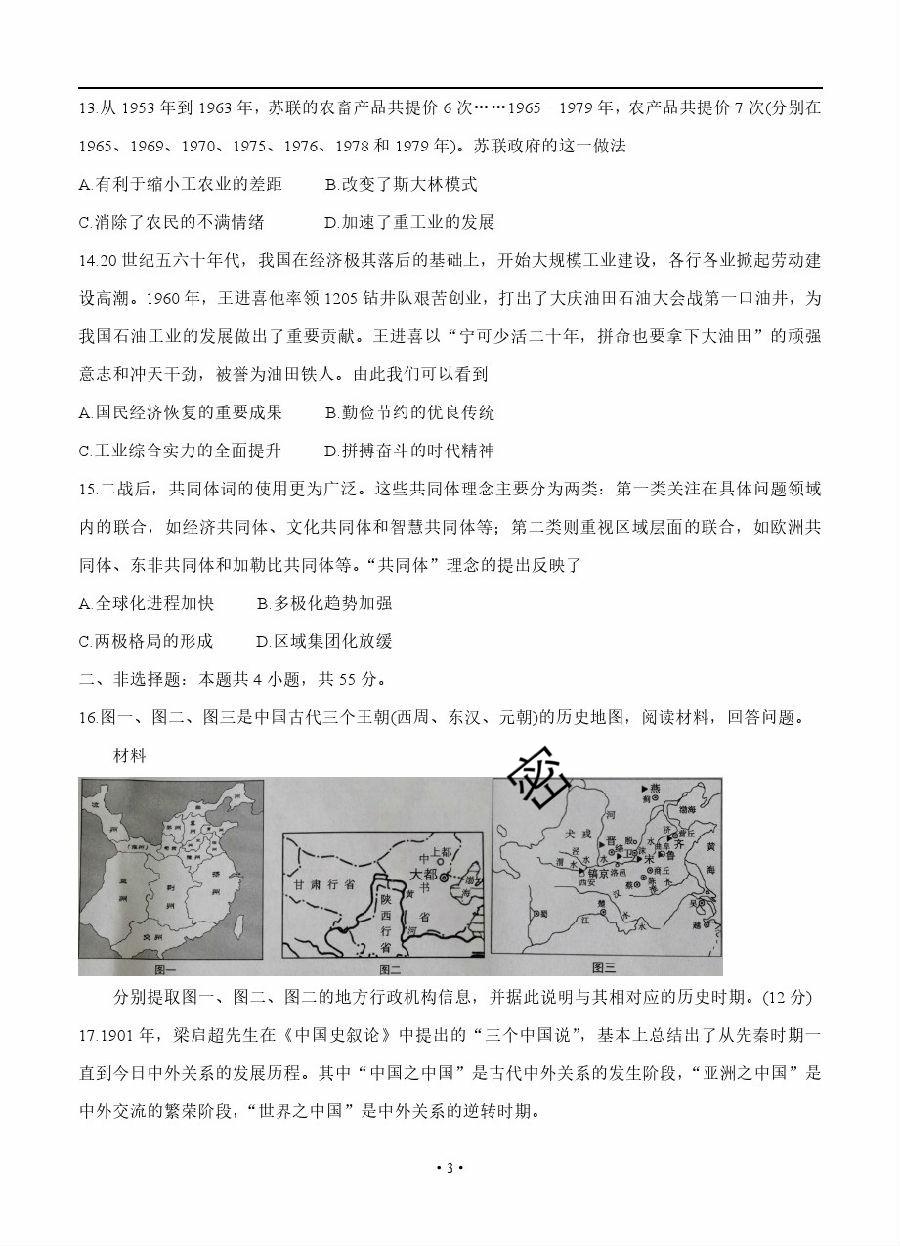 13.从 1953 年到 1963 年，苏联的农畜产品共提价 6 次……1965－1979 年，农产品共提价 7 次(分别在
1965、1969、1970、1975、1976、1978 和 1979 年)。苏联政府的这一做法
A.有利于缩小工农业的差距 B.改变了斯大林模式
C.消除了农民的不满情绪 D.加速了重工业的发展
14.20 世纪五六十年代，我国在经济极其落后的基础上，开始大规模工业建设，各行各业掀起劳动建
设高潮。1960 年，王进喜他率领 1205 钻井队艰苦创业，打出了大庆油田石油大会战第一口油井，为
我国石油工业的发展做出了重要贡献。王进喜以“宁可少活二十年，拼命也要拿下大油田”的顽强
意志和冲天干劲，被誉为油田铁人。由此我们可以看到
A.国民经济恢复的重要成果 B.勤俭节约的优良传统
C.工业综合实力的全面提升 D.拼搏奋斗的时代精神
15.二战后，共同体词的使用更为广泛。这些共同体理念主要分为两类：第一类关注在具体问题领域
内的联合，如经济共同体、文化共同体和智慧共同体等；第二类则重视区域层面的联合，如欧洲共
同体、东非共同体和加勒比共同体等。“共同体”理念的提出反映了
A.全球化进程加快 B.多极化趋势加强
C.两极格局的形成 D.区域集团化放缓
二、非选择题：本题共 4 小题，共 55 分。
16.图一、图二、图三是中国古代三个王朝(西周、东汉、元朝)的历史地图，阅读材料，回答问题。
材料
密
凉
州
(雍州)
豫州
荆
州
扬
州
益
州
交州
图一
甘肃行省
中
上都
大都
书
省
陕
西
行
省
黄
河
渤
海
图二
燕
蓟
渤海
河
犬戎
晋
殷
卫
济
水
营丘
齐
曲阜
鲁
黄
海
泾
水
渭
水
镐京
西安
洛邑
宋
商丘
陈
蔡
淮
水
汉
水
楚
蜀
江
水
吴
越
图三
分别提取图一、图二、图二的地方行政机构信息，并据此说明与其相对应的历史时期。(12 分)
17.1901 年，梁启超先生在《中国史叙论》中提出的“三个中国说”，基本上总结出了从先秦时期一
直到今日中外关系的发展历程。其中“中国之中国”是古代中外关系的发生阶段，“亚洲之中国”是
中外交流的繁荣阶段，“世界之中国”是中外关系的逆转时期。
·3·